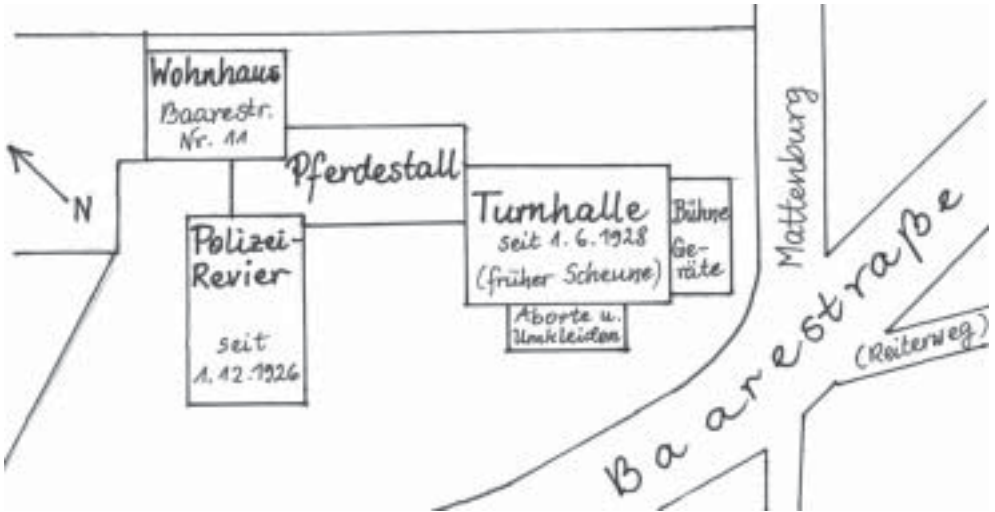 Wohnhaus
Baarestr.
Nr. 11
Pferdestall
N
Polizei-
Revier
seit
1.12.1926
Turnhalle
seit 1.6.1928
(früher Scheune)
Bühne
Ge-
räte
Aborte u.
Umkleiden
Mattenburg
Baarestraße
(Reiterweg)